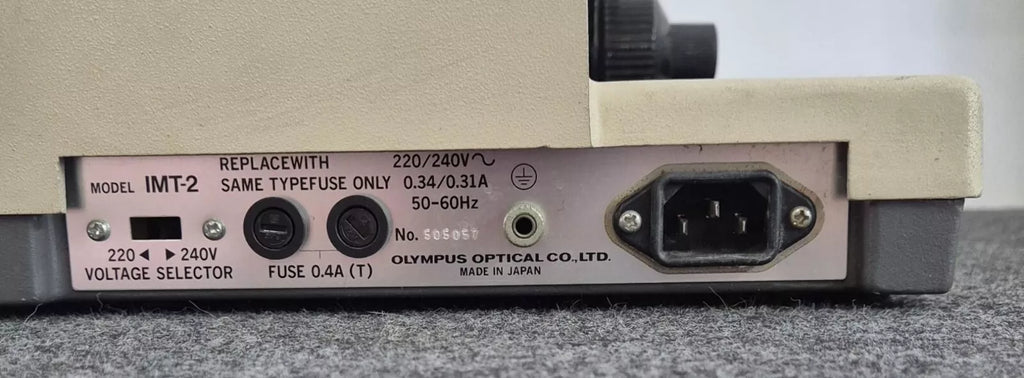 REPLACEWITH
SAME TYPEFUSE ONLY
220/240V~
0.34/0.31A
50-60Hz
MODEL IMT-2
220 ◄ ► 240V
VOLTAGE SELECTOR
FUSE 0.4A (T)
No. 505057
OLYMPUS OPTICAL CO., LTD.
MADE IN JAPAN